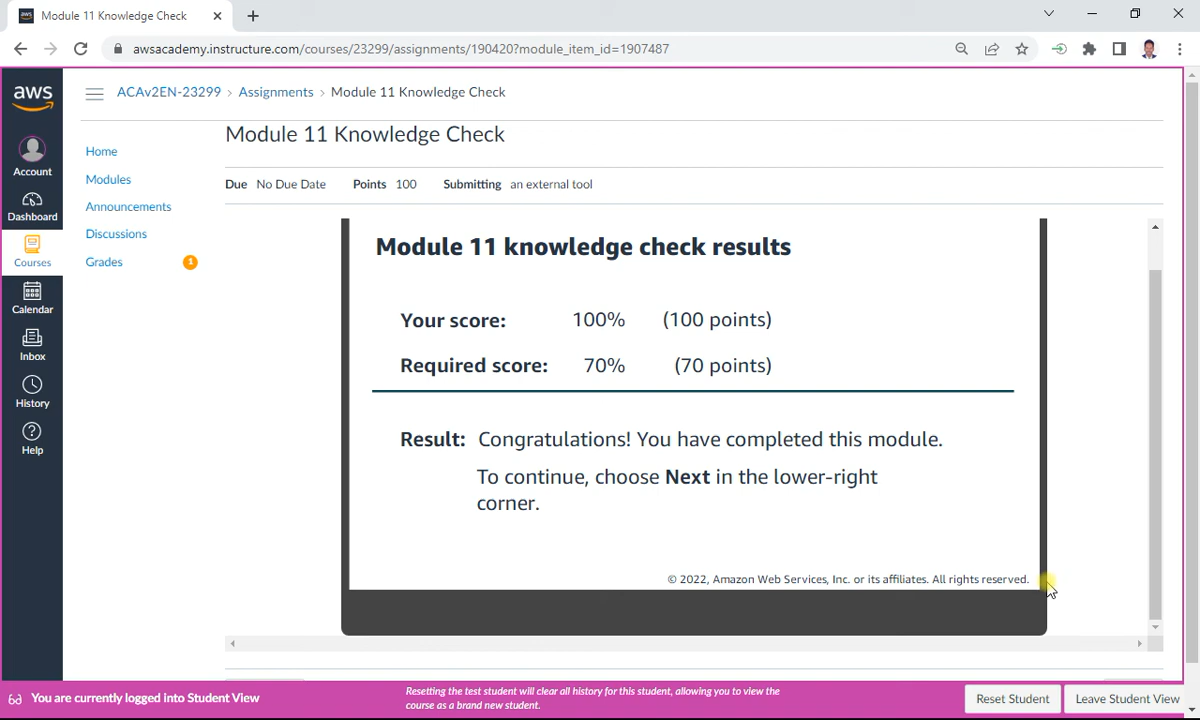 aws Module 11 Knowledge Check
awsacademy.instructure.com/courses/23299/assignments/190420?module_item_id=1907487
aws
Account
Dashboard
Courses
Calendar
Inbox
History
Help
ACAv2EN-23299 > Assignments > Module 11 Knowledge Check
Home
Modules
Announcements
Discussions
Grades 1
Module 11 Knowledge Check
Due No Due Date Points 100 Submitting an external tool
Module 11 knowledge check results
Your score: 100% (100 points)
Required score: 70% (70 points)
Result: Congratulations! You have completed this module.
To continue, choose Next in the lower-right
corner.
© 2022, Amazon Web Services, Inc. or its affiliates. All rights reserved.
You are currently logged into Student View
Resetting the test student will clear all history for this student, allowing you to view the
course as a brand new student.
Reset Student
Leave Student View